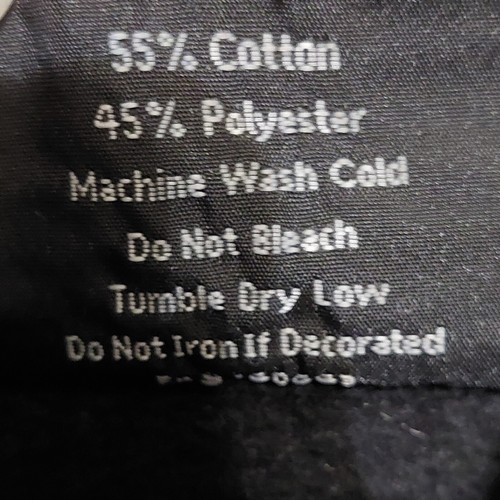 55% Cotton
45% Polyester
Machine Wash Cold
Do Not Bleach
Tumble Dry Low
Do Not Iron If Decorated